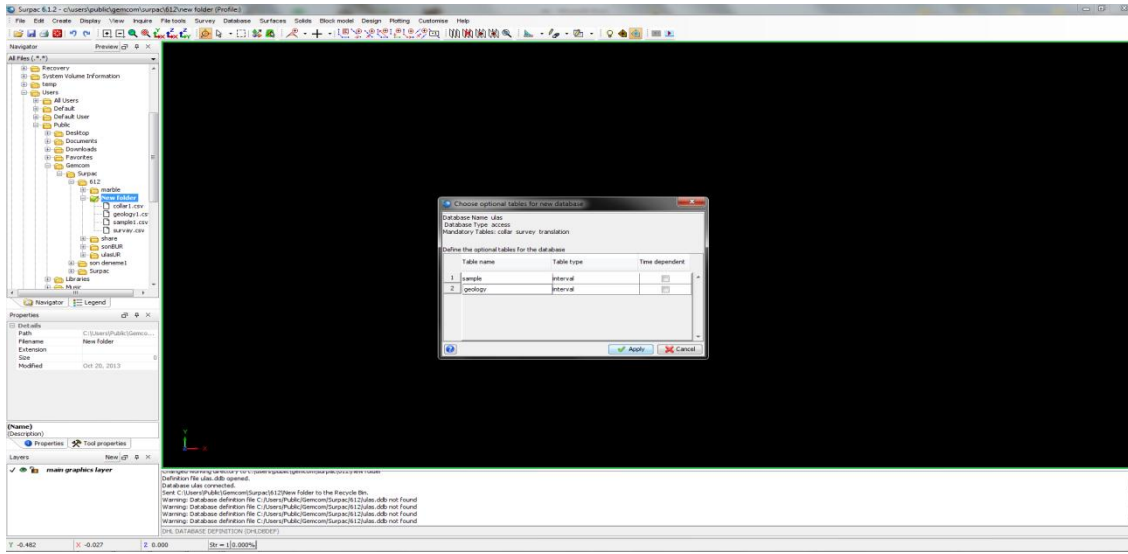 Surpac 6.1.2 - c:\users\public\gemcom\surpac\612\new folder (Profile:)
File Edit Create Display View Inquire File tools Survey Database Surfaces Solids Block model Design Plotting Customise Help
Navigator Preview
All Files (.*.*)
Recovery
System Volume Information
temp
Users
All Users
Default
Default User
Public
Desktop
Documents
Downloads
Favorites
Gemcom
Surpac
612
marble
New folder
collar1.csv
geology1.cs
sample1.csv
survay.csv
share
sonBUR
ulasUR
son deneme1
Surpac
Libraries
Music
Navigator Legend
Properties
Details
Path C:\Users\Public\Gemco...
Filename New folder
Extension
Size 0
Modified Oct 20, 2013
(Name)
(Description)
Properties Tool properties
Layers New
main graphics layer
Choose optional tables for new database
Database Name ulas
Database Type access
Mandatory Tables: collar survey translation
Define the optional tables for the database
Table name Table type Time dependent
1 sample interval
2 geology interval
Apply Cancel
Y
X
Definition file ulas.ddb opened.
Database ulas connected.
Sent C:\Users\Public\Gemcom\Surpac\612\New folder to the Recycle Bin.
Warning: Database definition file C:/Users/Public/Gemcom/Surpac/612/ulas.ddb not found
Warning: Database definition file C:/Users/Public/Gemcom/Surpac/612/ulas.ddb not found
Warning: Database definition file C:/Users/Public/Gemcom/Surpac/612/ulas.ddb not found
Warning: Database definition file C:/Users/Public/Gemcom/Surpac/612/ulas.ddb not found
DHL DATABASE DEFINITION (DHLDBDEF)
Y -0.482 X -0.027 Z 0.000 Str = 1 0.000%